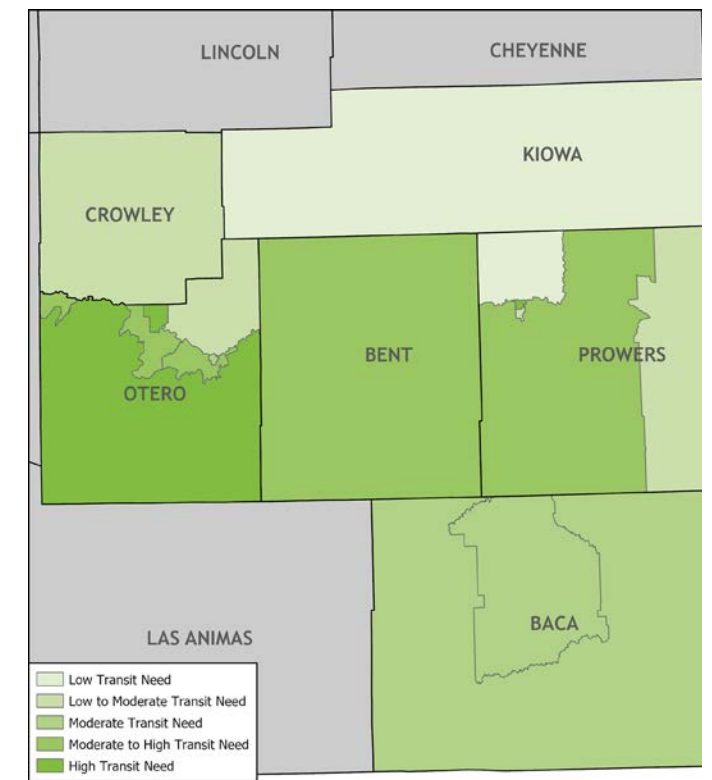 LINCOLN
CHEYENNE
KIOWA
CROWLEY
BENT
PROWERS
OTERO
BACA
LAS ANIMAS
Low Transit Need
Low to Moderate Transit Need
Moderate Transit Need
Moderate to High Transit Need
High Transit Need